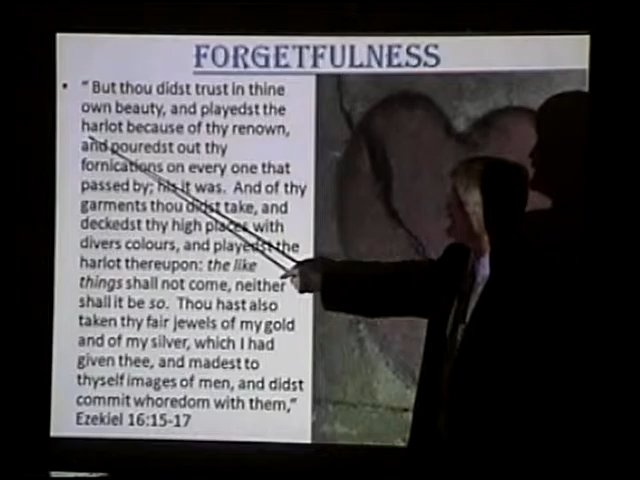 FORGETFULNESS
• "But thou didst trust in thine
own beauty, and playedst the
harlot because of thy renown,
and pouredst out thy
fornications on every one that
passed by; his it was. And of thy
garments thou didst take, and
deckedst thy high places with
divers colours, and playedst the
harlot thereupon: the like
things shall not come, neither
shall it be so. Thou hast also
taken thy fair jewels of my gold
and of my silver, which I had
given thee, and madest to
thyself images of men, and didst
commit whoredom with them,"
Ezekiel 16:15-17